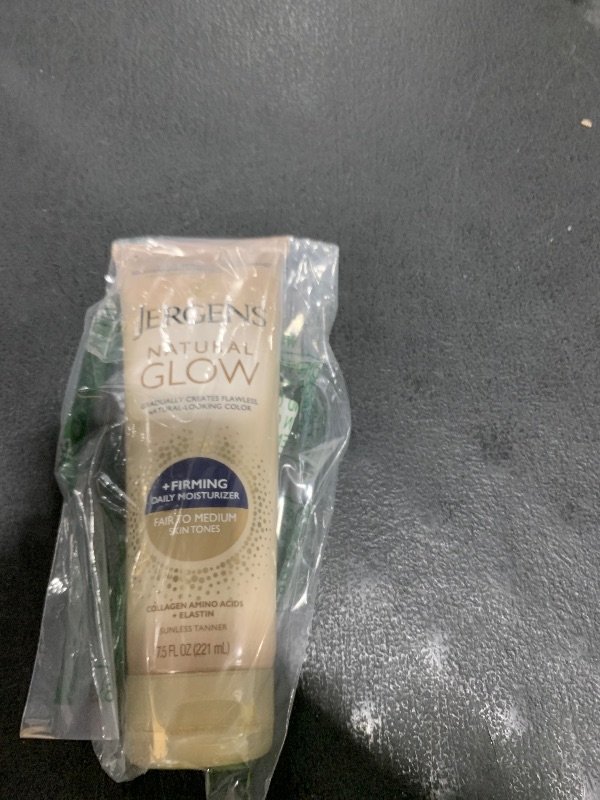 JERGENS
NATURAL
GLOW
GRADUALLY CREATES FLAWLESS,
NATURAL-LOOKING COLOR
+FIRMING
DAILY MOISTURIZER
FAIR TO MEDIUM
SKIN TONES
COLLAGEN AMINO ACIDS
+ ELASTIN
SUNLESS TANNER
7.5 FL OZ (221 mL)